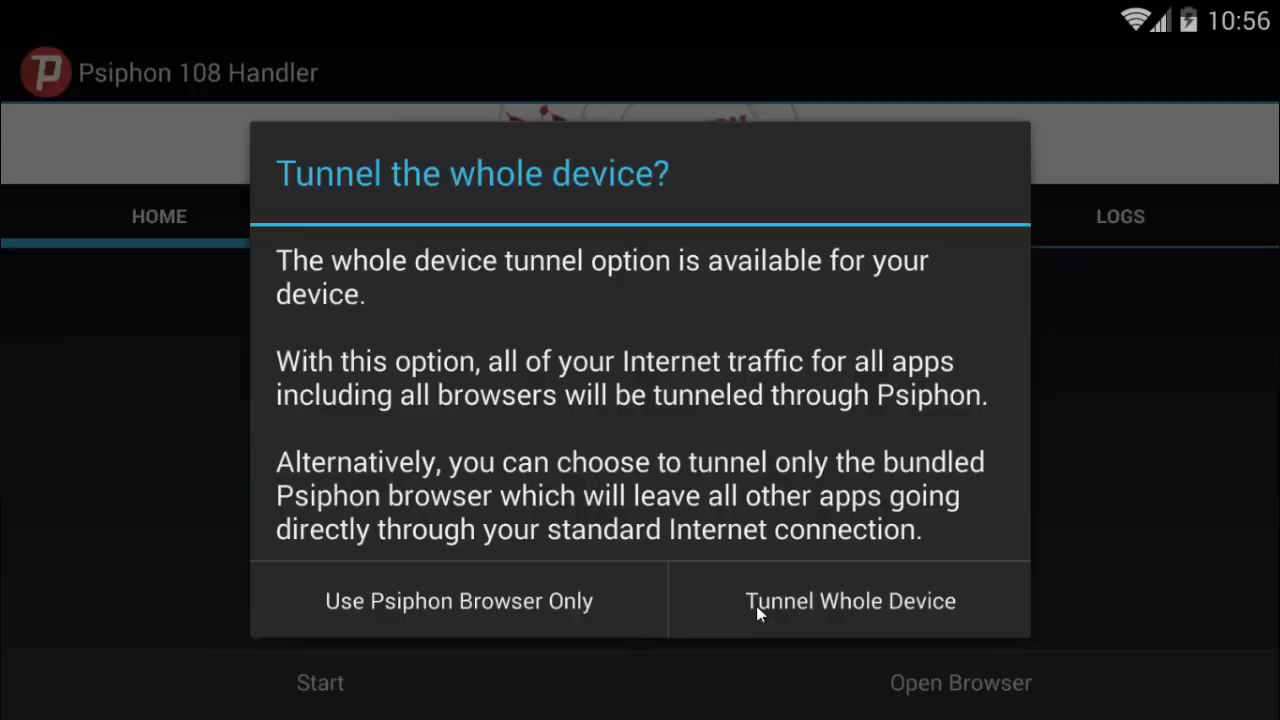 10:56
Psiphon 108 Handler
Tunnel the whole device?
HOME
LOGS
The whole device tunnel option is available for your
device.
With this option, all of your Internet traffic for all apps
including all browsers will be tunneled through Psiphon.
Alternatively, you can choose to tunnel only the bundled
Psiphon browser which will leave all other apps going
directly through your standard Internet connection.
Use Psiphon Browser Only
Tunnel Whole Device
Start
Open Browser